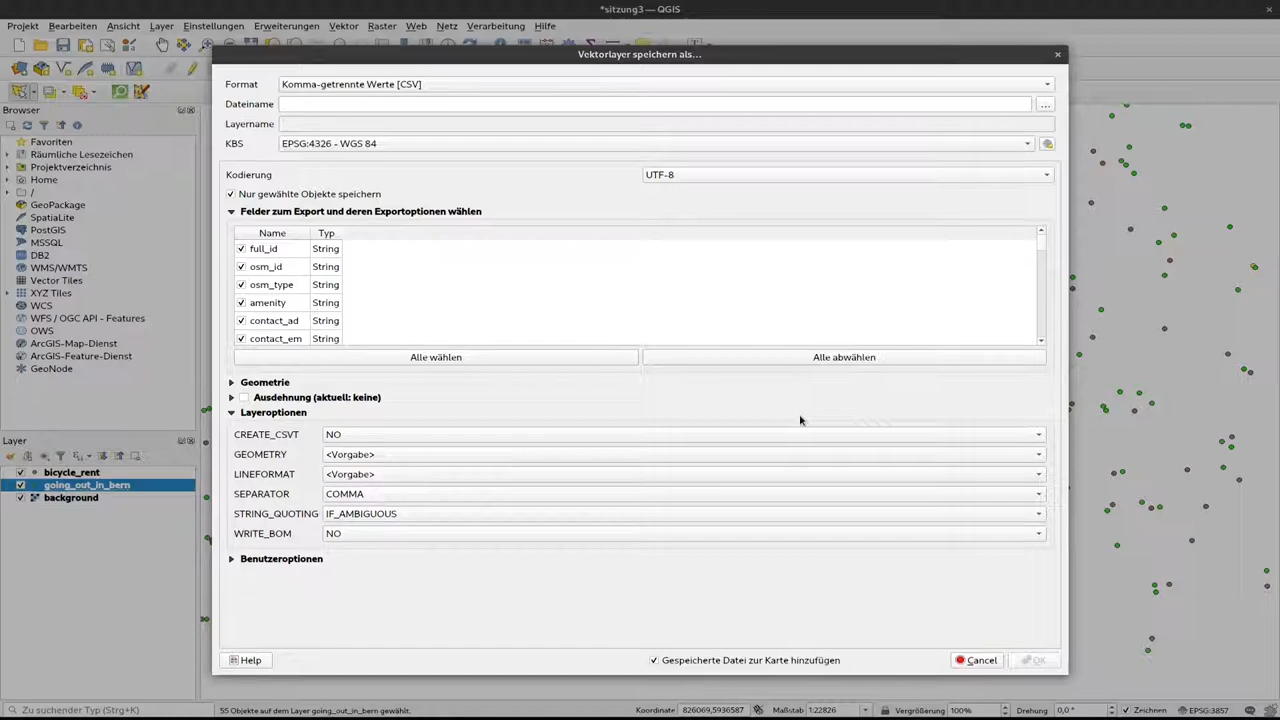 *sitzung3 — QGIS
Projekt Bearbeiten Ansicht Layer Einstellungen Erweiterungen Vektor Raster Web Netz Verarbeitung Hilfe
Vektorlayer speichern als...
Format Komma-getrennte Werte [CSV]
Dateiname ...
Layername
KBS EPSG:4326 - WGS 84
Kodierung UTF-8
Nur gewählte Objekte speichern
Felder zum Export und deren Exportoptionen wählen
Name Typ
full_id String
osm_id String
osm_type String
amenity String
contact_ad String
contact_em String
Alle wählen Alle abwählen
Geometrie
Ausdehnung (aktuell: keine)
Layeroptionen
CREATE_CSVT NO
GEOMETRY <Vorgabe>
LINEFORMAT <Vorgabe>
SEPARATOR COMMA
STRING_QUOTING IF_AMBIGUOUS
WRITE_BOM NO
Benutzeroptionen
Help Gespeicherte Datei zur Karte hinzufügen Cancel OK
Browser
Favoriten
Räumliche Lesezeichen
Projektverzeichnis
Home
/
GeoPackage
SpatiaLite
PostGIS
MSSQL
DB2
WMS/WMTS
Vector Tiles
XYZ Tiles
WCS
WFS / OGC API - Features
OWS
ArcGIS-Map-Dienst
ArcGIS-Feature-Dienst
GeoNode
Layer
bicycle_rent
going_out_in_bern
background
Zu suchender Typ (Strg+K) 55 Objekte auf dem Layer going_out_in_bern gewählt. Koordinate 826069,5936587 Maßstab 1:22826 Vergrößerung 100% Drehung 0,0 ° Zeichnen EPSG:3857